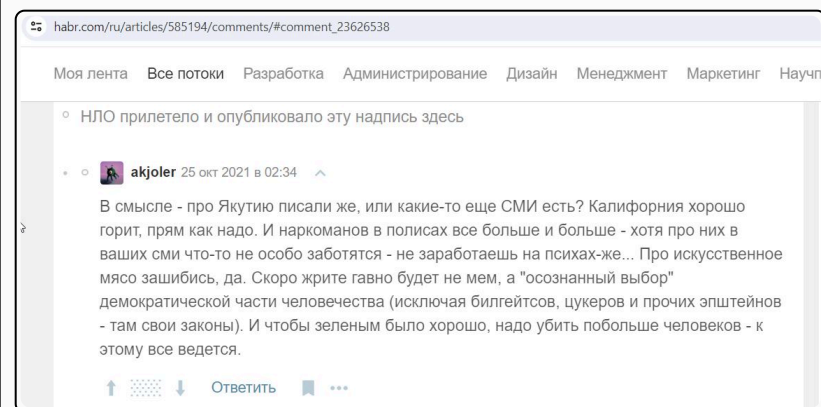 habr.com/ru/articles/585194/comments/#comment_23626538
Моя лента Все потоки Разработка Администрирование Дизайн Менеджмент Маркетинг Научп
НЛО прилетело и опубликовало эту надпись здесь
akjoler 25 окт 2021 в 02:34
В смысле - про Якутию писали же, или какие-то еще СМИ есть? Калифорния хорошо
горит, прям как надо. И наркоманов в полисах все больше и больше - хотя про них в
ваших сми что-то не особо заботятся - не заработаешь на психах-же... Про искусственное
мясо зашибись, да. Скоро жрите гавно будет не мем, а "осознанный выбор"
демократической части человечества (исключая билгейтсов, цукеров и прочих эпштейнов
- там свои законы). И чтобы зеленым было хорошо, надо убить побольше человеков - к
этому все ведется.
Ответить